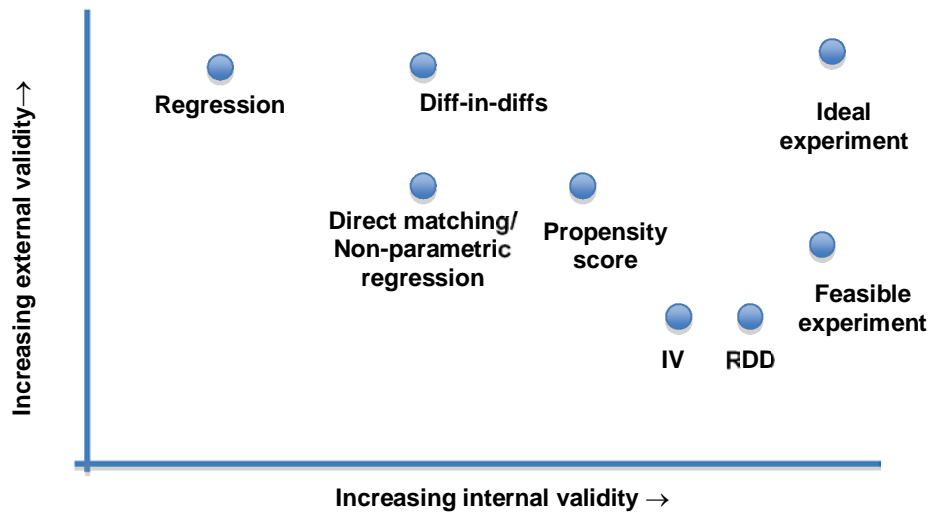 Increasing external validity→
Regression
Diff-in-diffs
Ideal
experiment
Direct matching/
Non-parametric
regression
Propensity
score
Feasible
experiment
IV
RDD
Increasing internal validity →